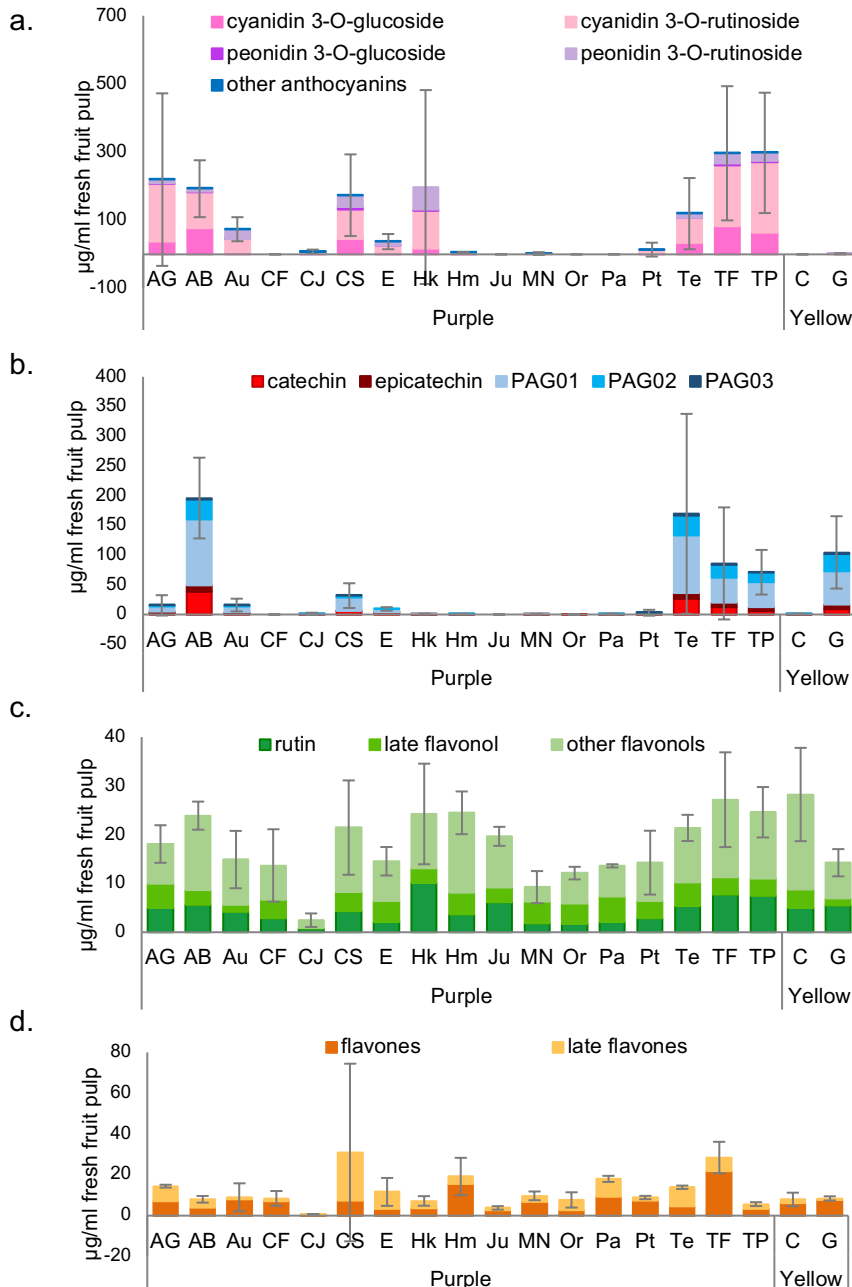 a.
700
500
300
100
-100
µg/ml fresh fruit pulp
cyanidin 3-O-glucoside cyanidin 3-O-rutinoside
peonidin 3-O-glucoside peonidin 3-O-rutinoside
other anthocyanins
AG AB Au CF CJ CS E Hk Hm Ju MN Or Pa Pt Te TF TP C G
Purple Yellow
b.
400
350
300
250
200
150
100
50
0
-50
µg/ml fresh fruit pulp
catechin epicatechin PAG01 PAG02 PAG03
AG AB Au CF CJ CS E Hk Hm Ju MN Or Pa Pt Te TF TP C G
Purple Yellow
c.
40
30
20
10
0
µg/ml fresh fruit pulp
rutin late flavonol other flavonols
AG AB Au CF CJ CS E Hk Hm Ju MN Or Pa Pt Te TF TP C G
Purple Yellow
d.
80
60
40
20
0
-20
µg/ml fresh fruit pulp
flavones late flavones
AG AB Au CF CJ CS E Hk Hm Ju MN Or Pa Pt Te TF TP C G
Purple Yellow